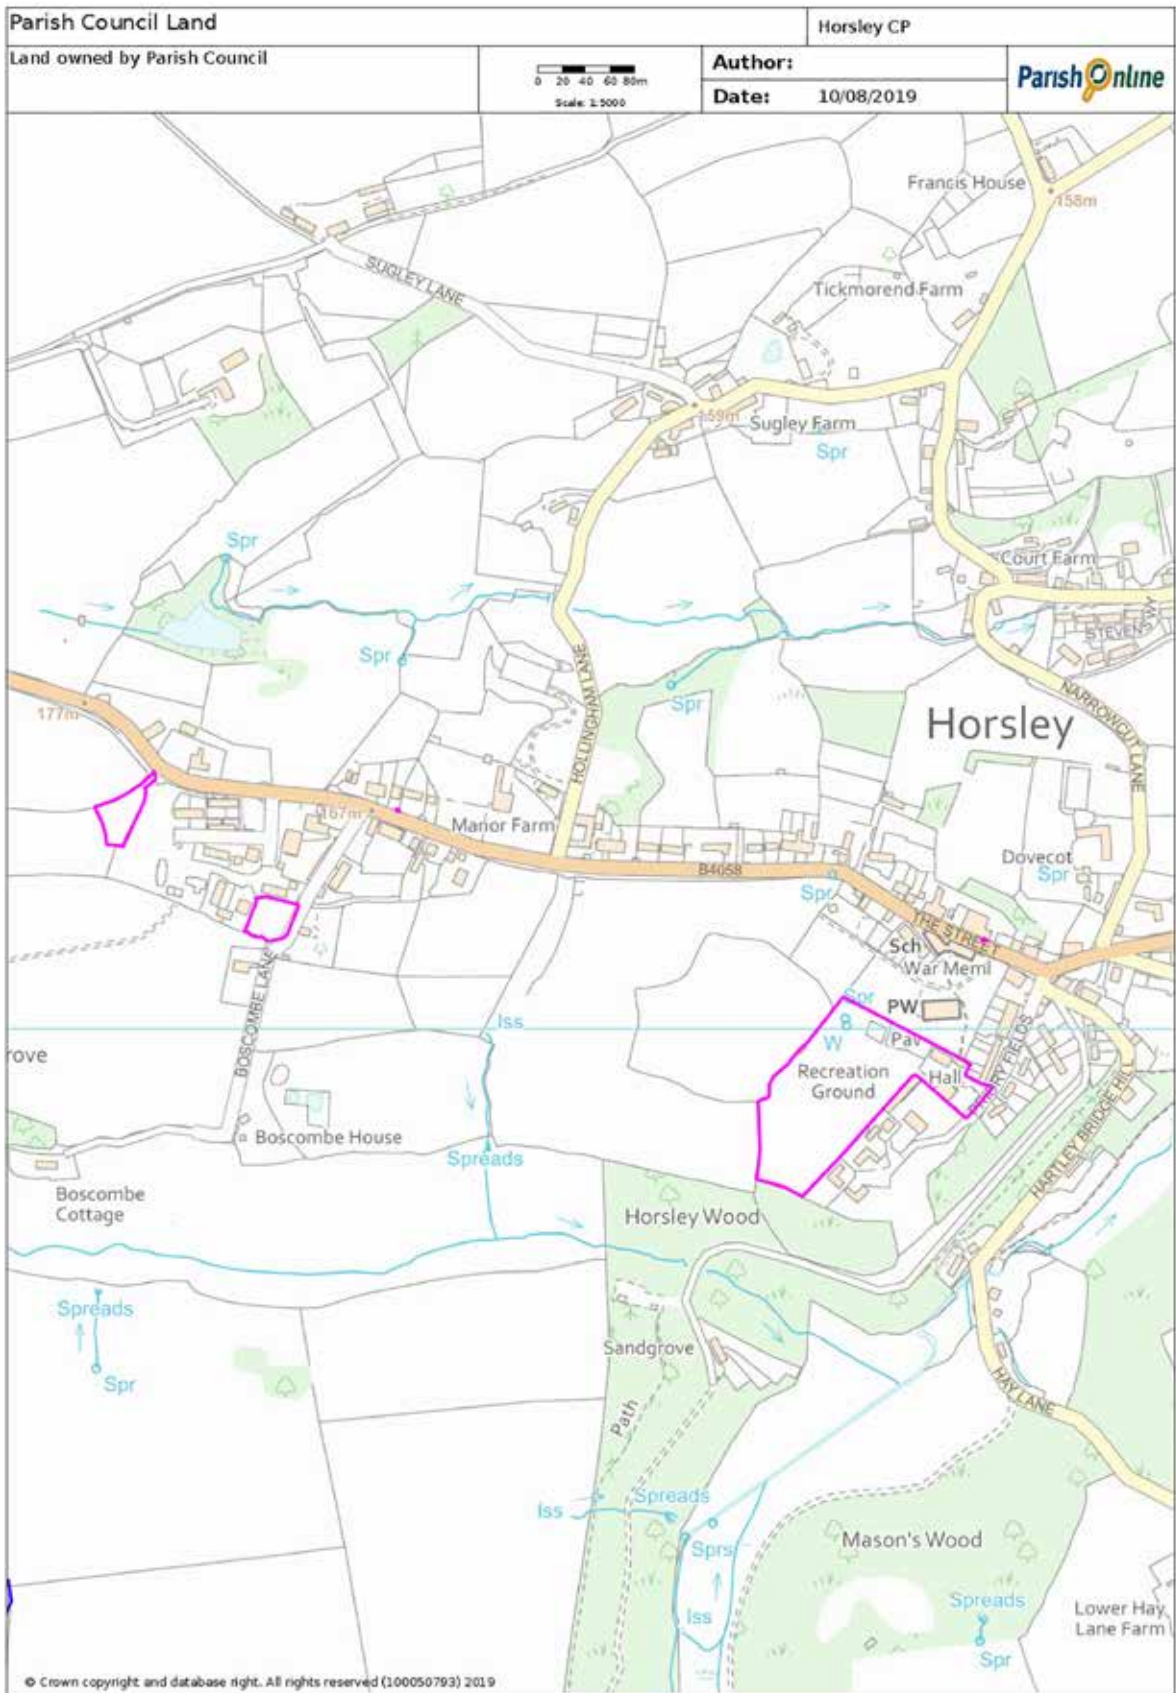 Parish Council Land
Horsley CP
Land owned by Parish Council
0 20 40 60 80m
Scale: 1:5000
Author:
Date: 10/08/2019
Parish Online
Francis House
158m
SUGLEY LANE
Tickmorend Farm
159m
Sugley Farm
Spr
Spr
Court Farm
STEVENS WY
Spr
Spr
HOLLINGHAM LANE
NARROWCUT LANE
177m
Horsley
167m
Manor Farm
B4058
Dovecot
Spr
Spr
THE STREET
Sch
War Meml
BOSCOMBE LANE
Spr
PW
Iss
W
Pav
rove
Recreation
Ground
Hall
FIELDS
HARTLEY BRIDGE HILL
Boscombe House
Spreads
Boscombe
Cottage
Horsley Wood
Spreads
Spr
Sandgrove
HAY LANE
Path
Spreads
Iss
Sprs
Mason's Wood
Iss
Spreads
Lower Hay
Lane Farm
Spr
© Crown copyright and database right. All rights reserved (100050793) 2019